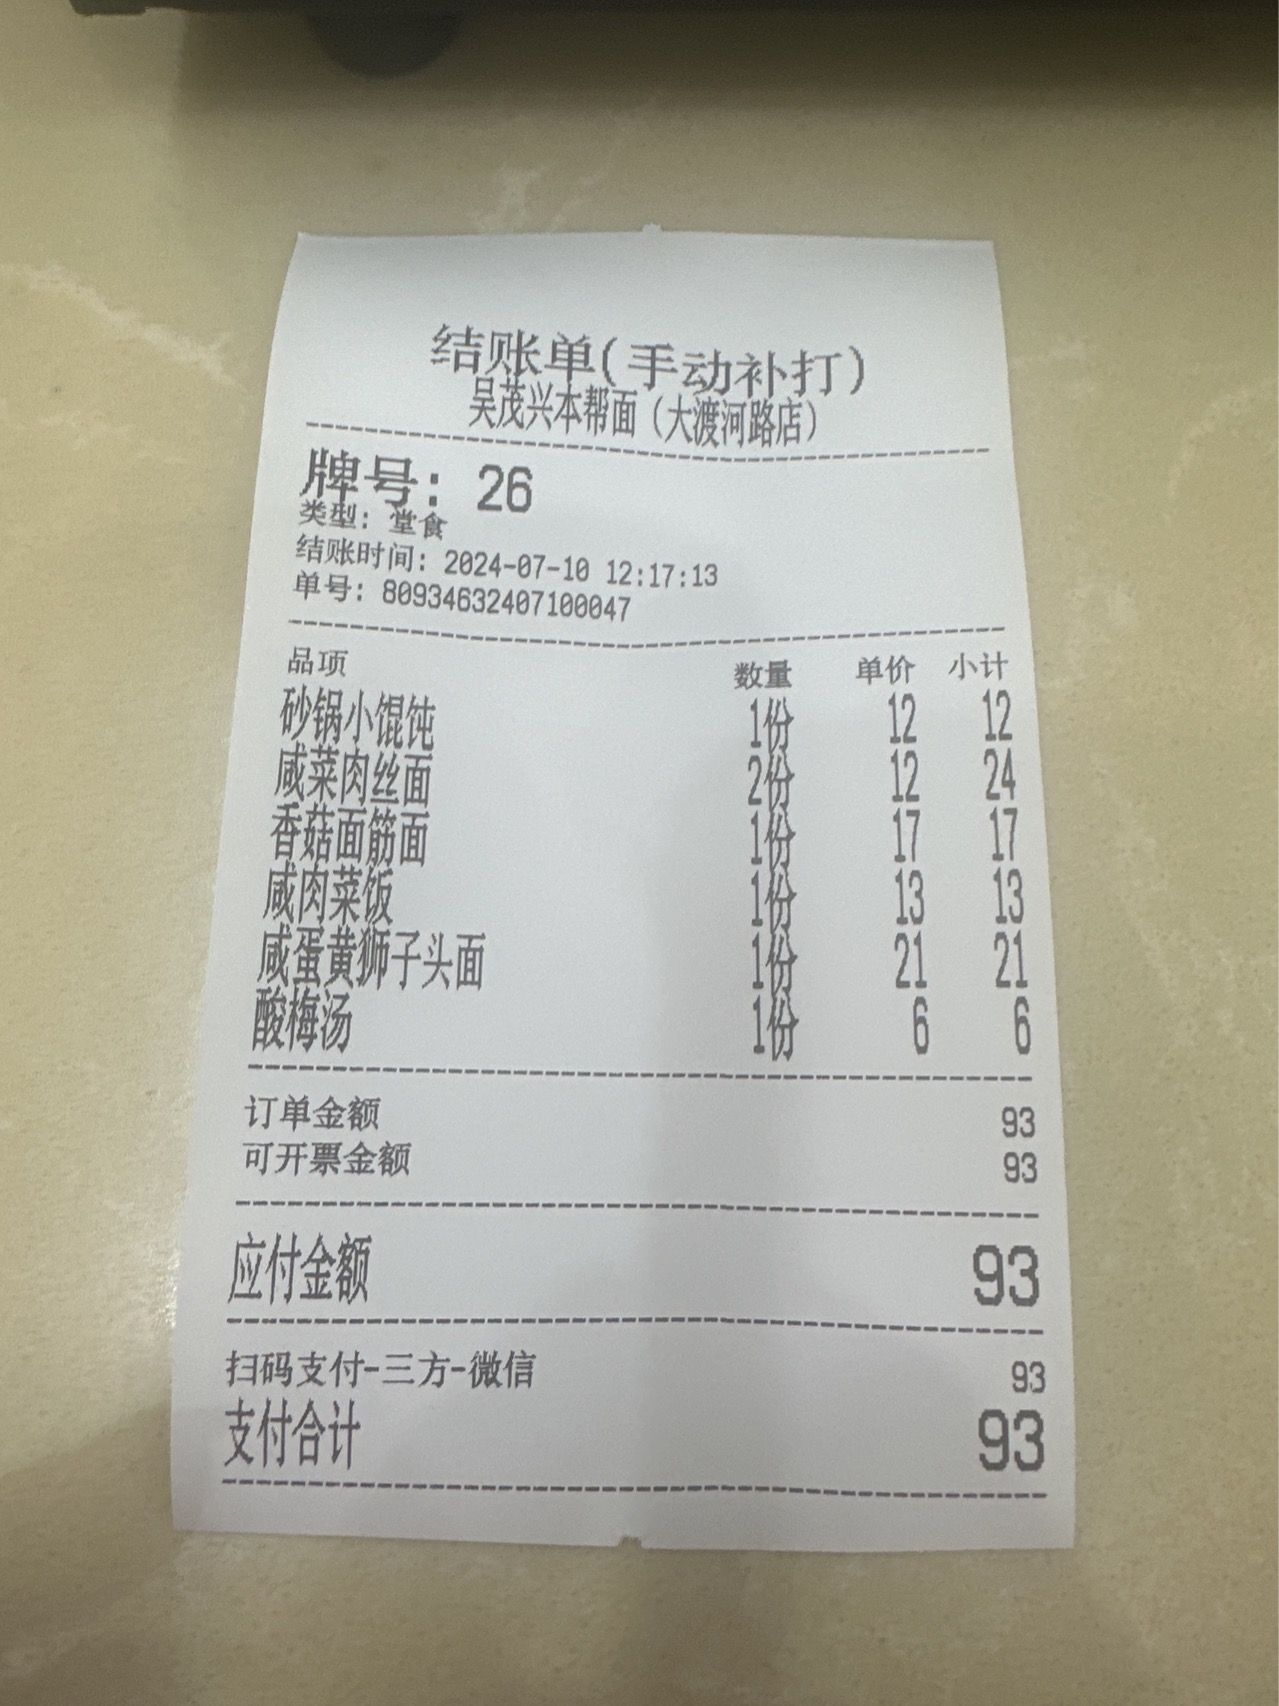 结账单(手动补打)
吴茂兴本帮面（大渡河路店）
牌号: 26
类型: 堂食
结账时间: 2024-07-10 12:17:13
单号: 80934632407100047
品项 数量 单价 小计
砂锅小馄饨 1份 12 12
咸菜肉丝面 2份 12 24
香菇面筋面 1份 17 17
咸肉菜饭 1份 13 13
咸蛋黄狮子头面 1份 21 21
酸梅汤 1份 6 6
订单金额 93
可开票金额 93
应付金额 93
扫码支付-三方-微信 93
支付合计 93